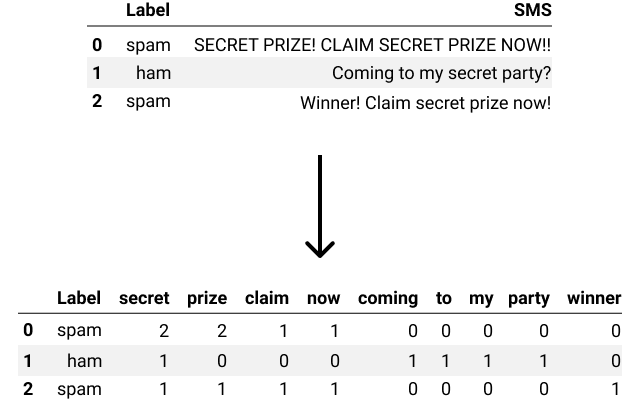 Label SMS
0 spam SECRET PRIZE! CLAIM SECRET PRIZE NOW!!
1 ham Coming to my secret party?
2 spam Winner! Claim secret prize now!
Label secret prize claim now coming to my party winner
0 spam 2 2 1 1 0 0 0 0 0
1 ham 1 0 0 0 1 1 1 1 0
2 spam 1 1 1 1 0 0 0 0 1